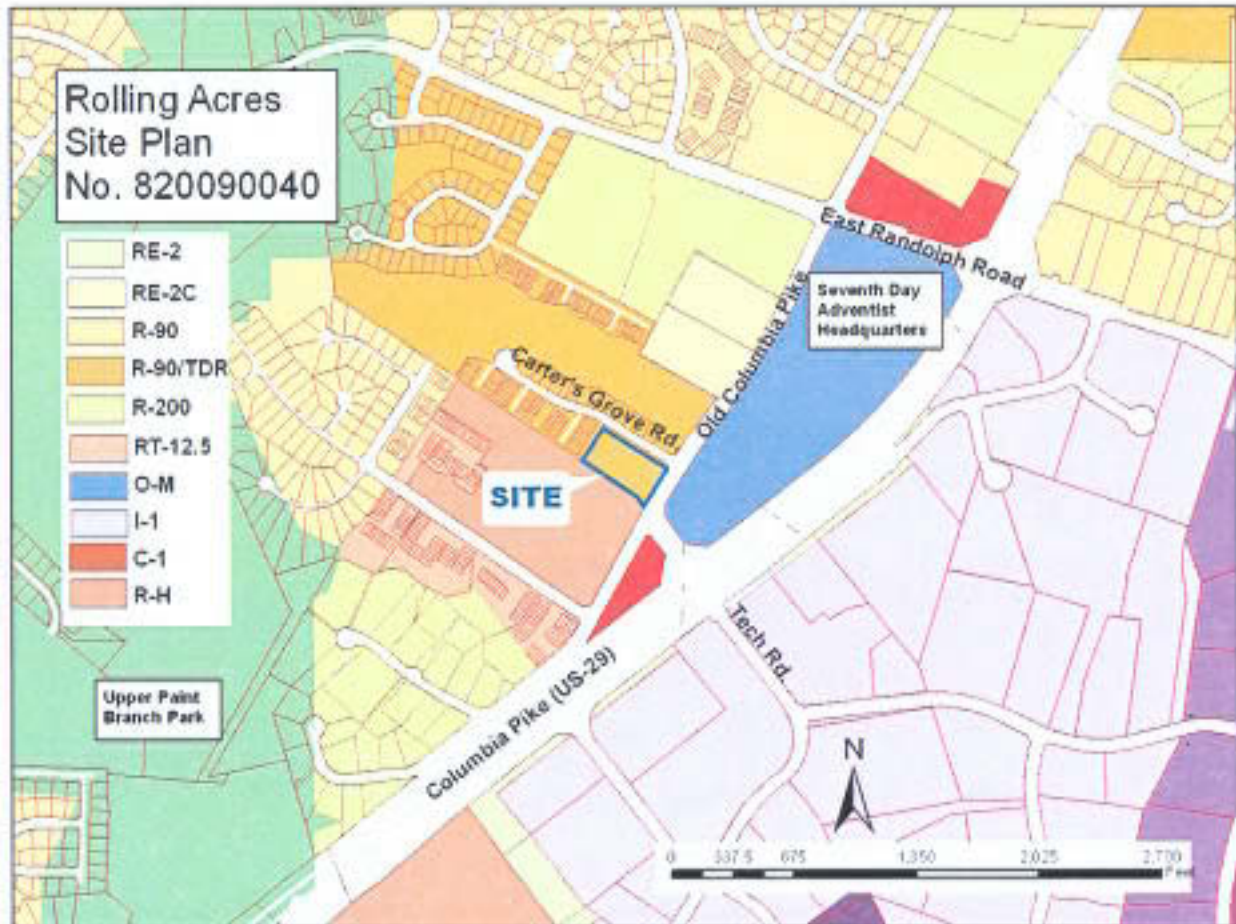 Rolling Acres
Site Plan
No. 820090040
RE-2
RE-2C
R-90
R-90/TDR
R-200
RT-12.5
O-M
I-1
C-1
R-H
East Randolph Road
Seventh Day
Adventist
Headquarters
Old Columbia Pike
Carter's Grove Rd.
SITE
Tech Rd.
Columbia Pike (US-29)
Upper Paint
Branch Park
N
0 337.5 675 1,350 2,025 2,700
Feet